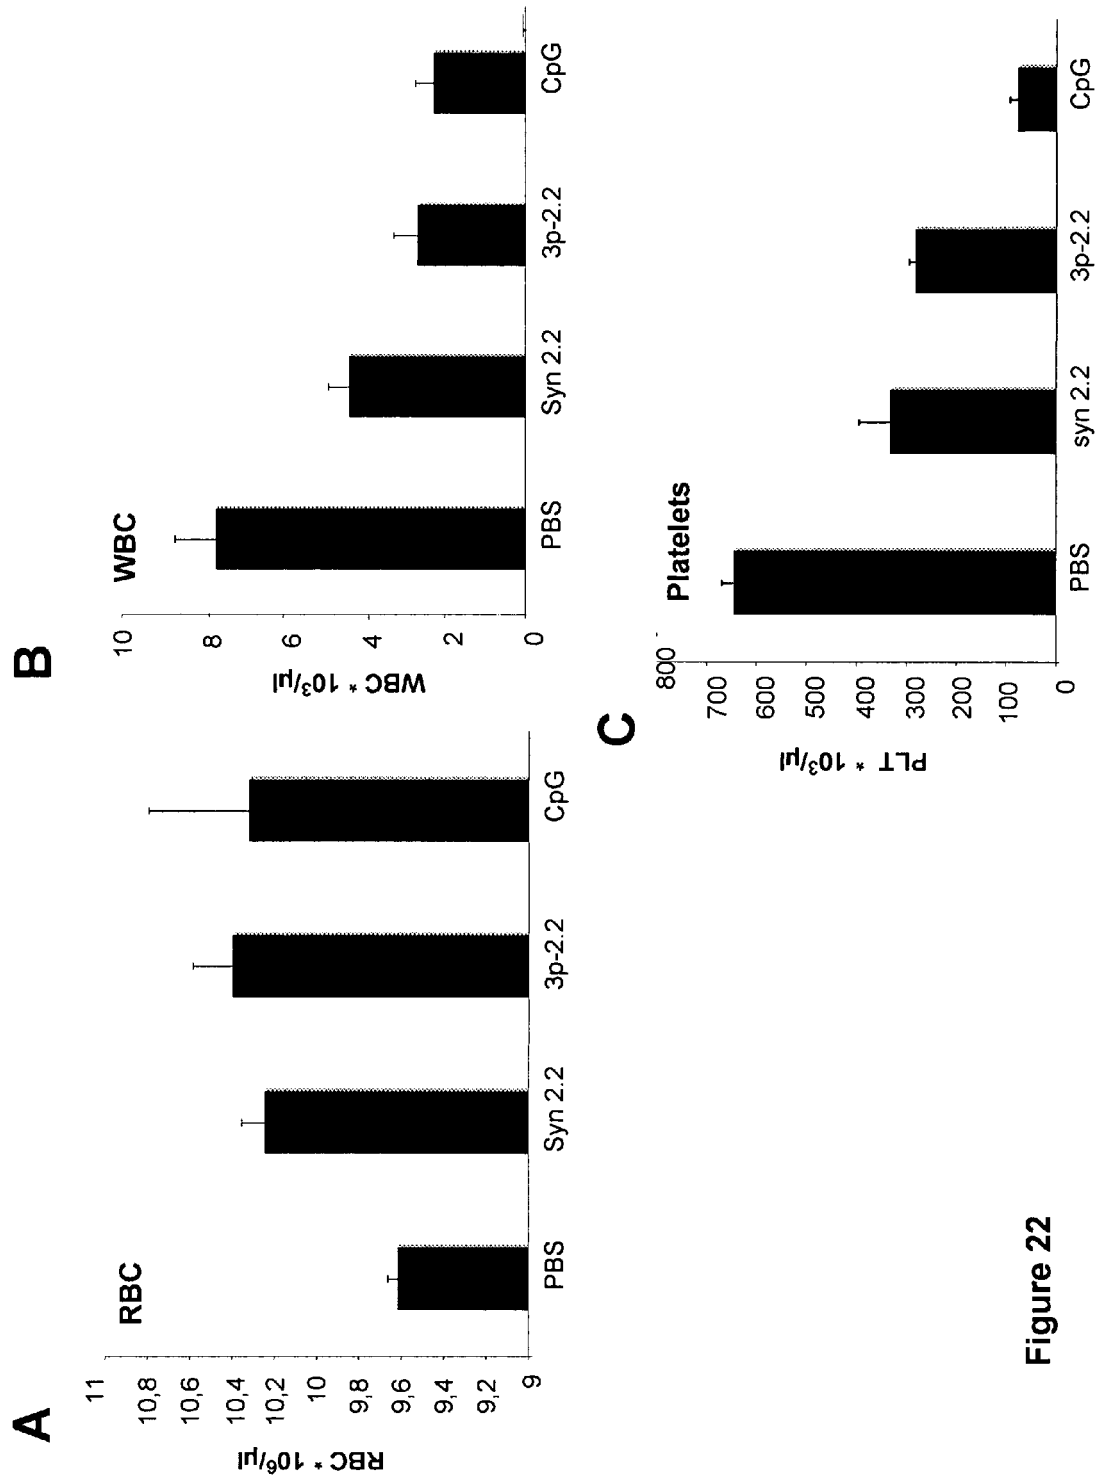 A
RBC
RBC * 10⁶/µl
11
10,8
10,6
10,4
10,2
10
9,8
9,6
9,4
9,2
9
PBS
Syn 2.2
3p-2.2
CpG
B
WBC
WBC * 10³/µl
10
8
6
4
2
0
PBS
Syn 2.2
3p-2.2
CpG
C
Platelets
PLT * 10³/µl
800
700
600
500
400
300
200
100
0
PBS
syn 2.2
3p-2.2
CpG
Figure 22